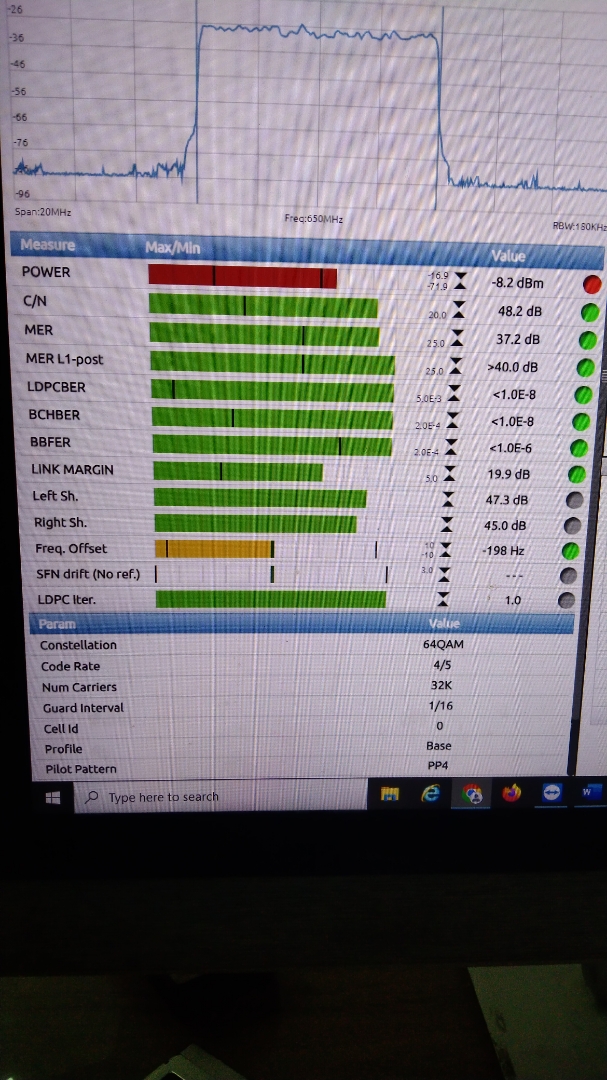 -26
-36
-46
-56
-66
-76
-96
Span:20MHz Freq:650MHz RBW:180KHz
Measure Max/Min Value
POWER -16.9 -71.9 -8.2 dBm
C/N 20.0 48.2 dB
MER 25.0 37.2 dB
MER L1-post 25.0 >40.0 dB
LDPCBER 5.0E-3 <1.0E-8
BCHBER 2.0E-4 <1.0E-8
BBFER 2.0E-4 <1.0E-6
LINK MARGIN 5.0 19.9 dB
Left Sh. 47.3 dB
Right Sh. 45.0 dB
Freq. Offset 10 -10 -198 Hz
SFN drift (No ref.) 3.0 ---
LDPC Iter. 1.0
Param Value
Constellation 64QAM
Code Rate 4/5
Num Carriers 32K
Guard Interval 1/16
Cell Id 0
Profile Base
Pilot Pattern PP4
Type here to search
W